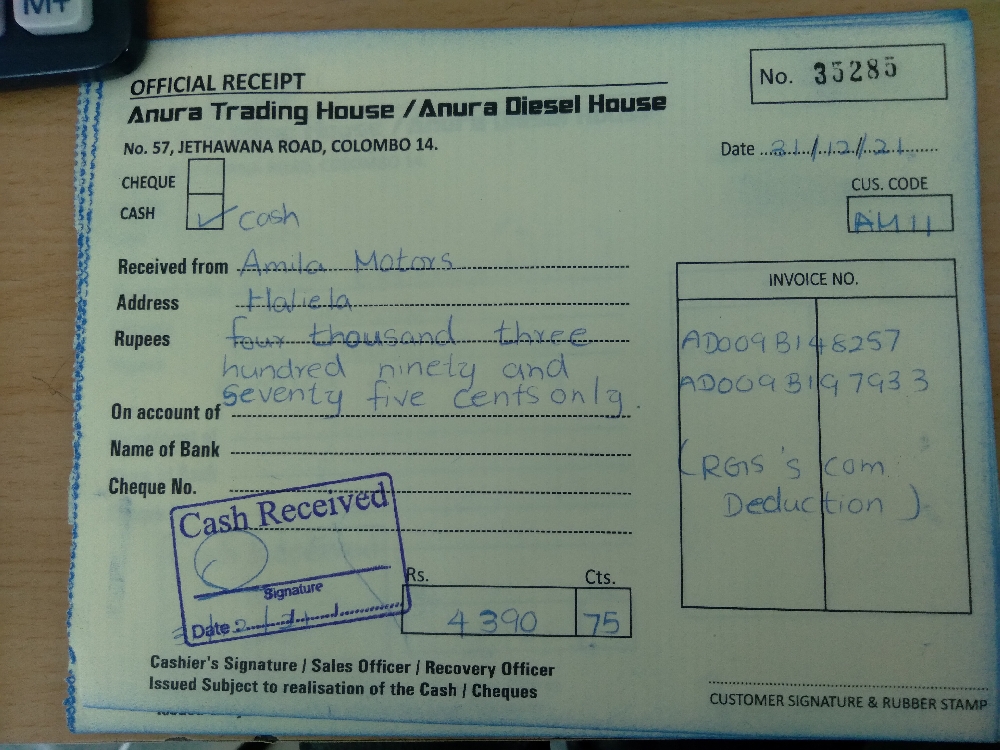 M+
OFFICIAL RECEIPT
No. 35285
Anura Trading House / Anura Diesel House
No. 57, JETHAWANA ROAD, COLOMBO 14.
Date 31/12/21
CHEQUE
CUS. CODE
CASH ✓ cash
AM11
Received from Amila Motors
INVOICE NO.
Address Haliela
Rupees four thousand three
hundred ninety and
seventy five cents only.
AD009B148257
AD009B197933
On account of
Name of Bank
(RGS's com
Deduction)
Cheque No.
Cash Received
Signature
Date
Rs. Cts.
4390 75
Cashier's Signature / Sales Officer / Recovery Officer
Issued Subject to realisation of the Cash / Cheques
CUSTOMER SIGNATURE & RUBBER STAMP